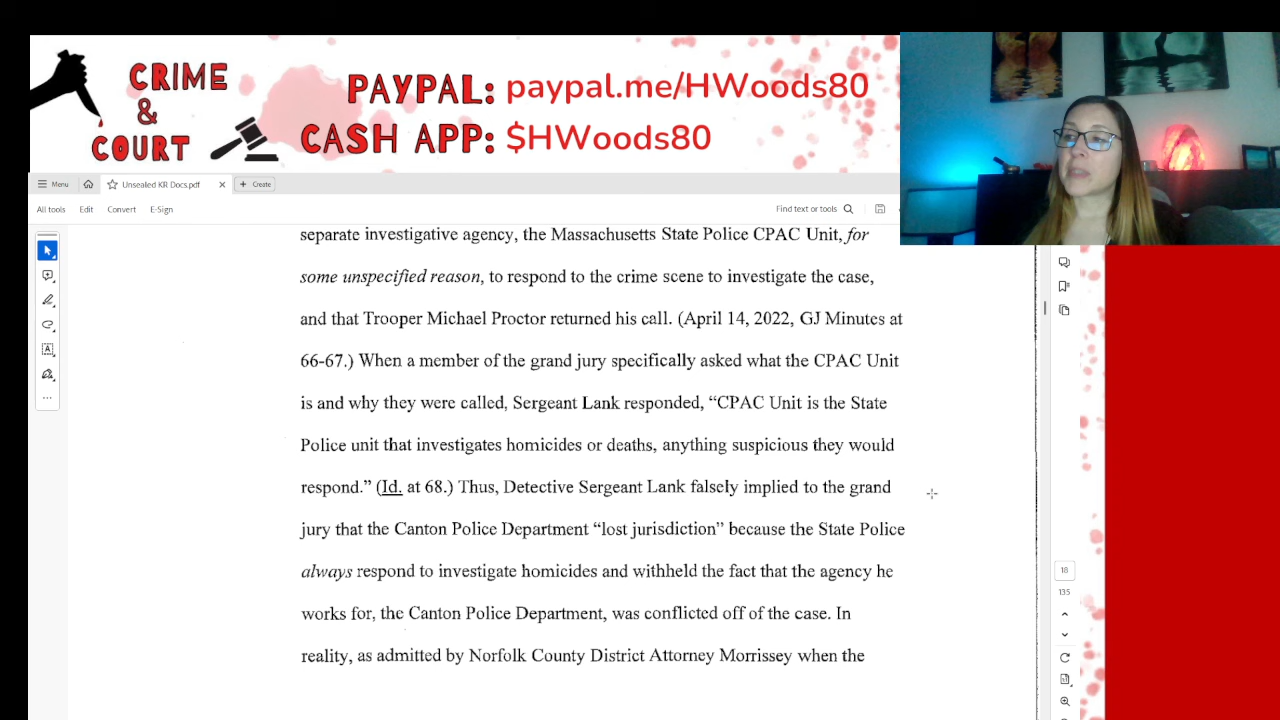 CRIME
&
COURT
PAYPAL: paypal.me/HWoods80
CASH APP: $HWoods80
Menu
Unsealed KR Docs.pdf
Create
All tools
Edit
Convert
E-Sign
Find text or tools
separate investigative agency, the Massachusetts State Police CPAC Unit, for
some unspecified reason, to respond to the crime scene to investigate the case,
and that Trooper Michael Proctor returned his call. (April 14, 2022, GJ Minutes at
66-67.) When a member of the grand jury specifically asked what the CPAC Unit
is and why they were called, Sergeant Lank responded, “CPAC Unit is the State
Police unit that investigates homicides or deaths, anything suspicious they would
respond.” (Id. at 68.) Thus, Detective Sergeant Lank falsely implied to the grand
jury that the Canton Police Department “lost jurisdiction” because the State Police
always respond to investigate homicides and withheld the fact that the agency he
works for, the Canton Police Department, was conflicted off of the case. In
reality, as admitted by Norfolk County District Attorney Morrissey when the
18
135